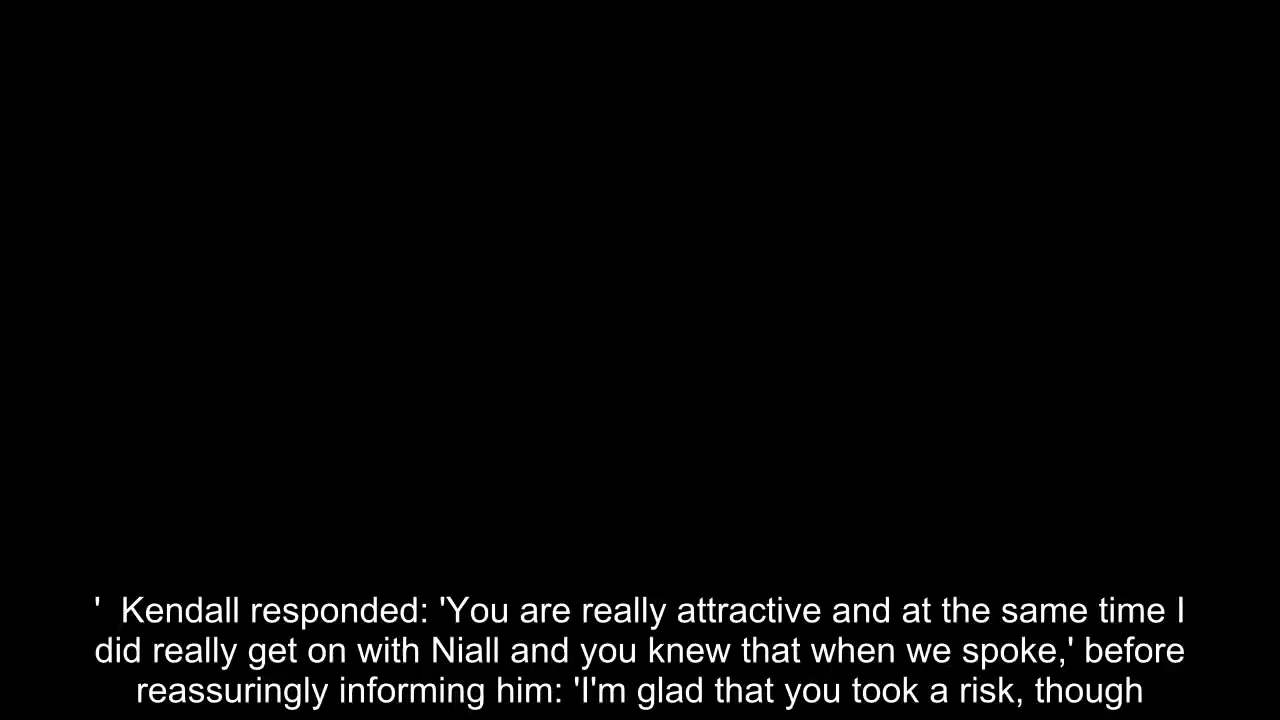 '  Kendall responded: 'You are really attractive and at the same time I
did really get on with Niall and you knew that when we spoke,' before
reassuringly informing him: 'I'm glad that you took a risk, though